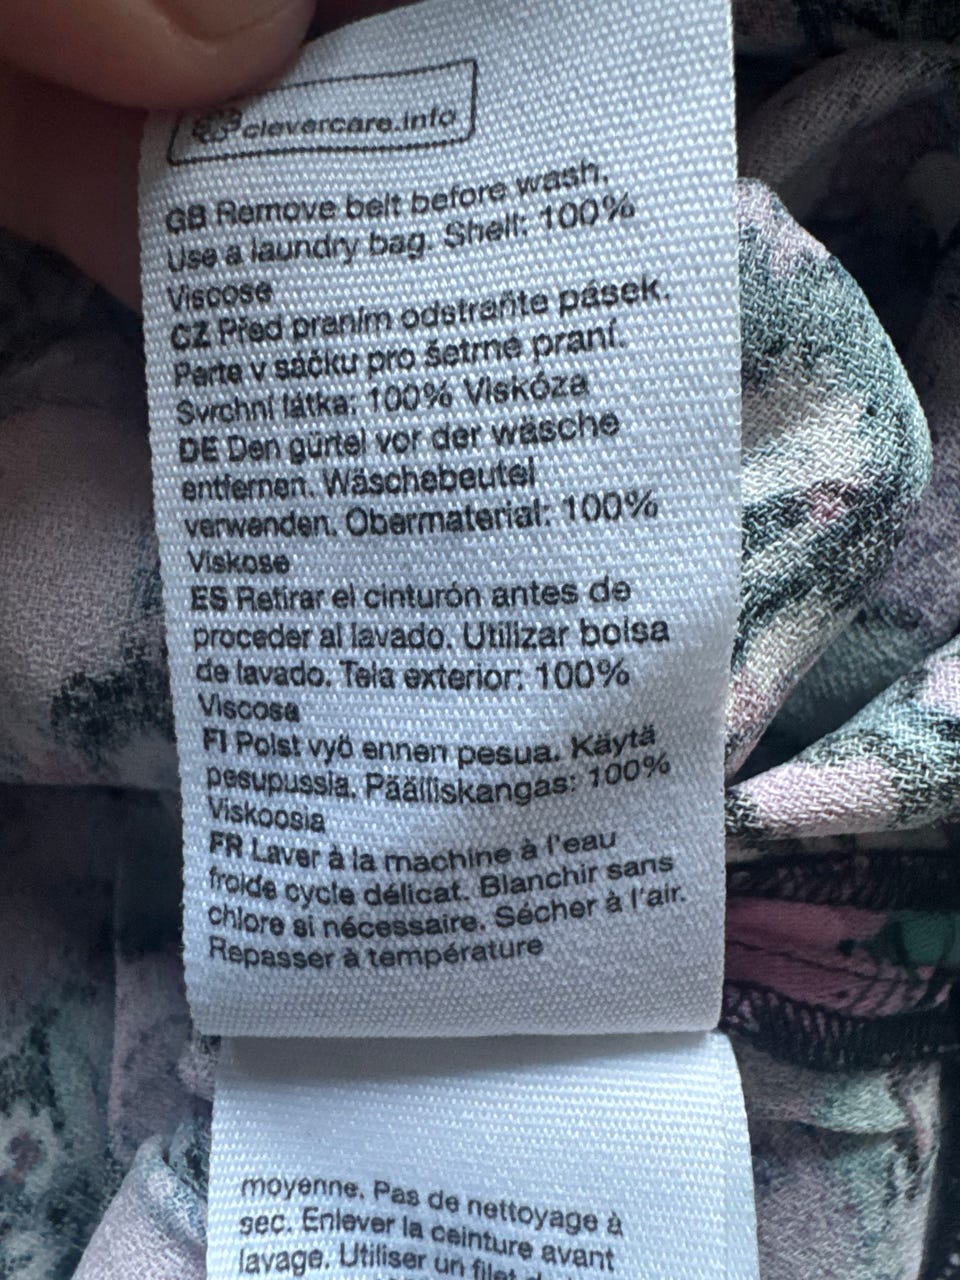 clevercare.info
GB Remove belt before wash.
Use a laundry bag. Shell: 100%
Viscose
CZ Před praním odstraňte pásek.
Perte v sáčku pro šetrné praní.
Svrchní látka: 100% Viskóza
DE Den gürtel vor der wäsche
entfernen. Wäschebeutel
verwenden. Obermaterial: 100%
Viskose
ES Retirar el cinturón antes de
proceder al lavado. Utilizar bolsa
de lavado. Tela exterior: 100%
Viscosa
FI Poist vyö ennen pesua. Käytä
pesupussia. Päälliskangas: 100%
Viskoosia
FR Laver à la machine à l'eau
froide cycle délicat. Blanchir sans
chlore si nécessaire. Sécher à l'air.
Repasser à température
moyenne. Pas de nettoyage à
sec. Enlever la ceinture avant
lavage. Utiliser un filet